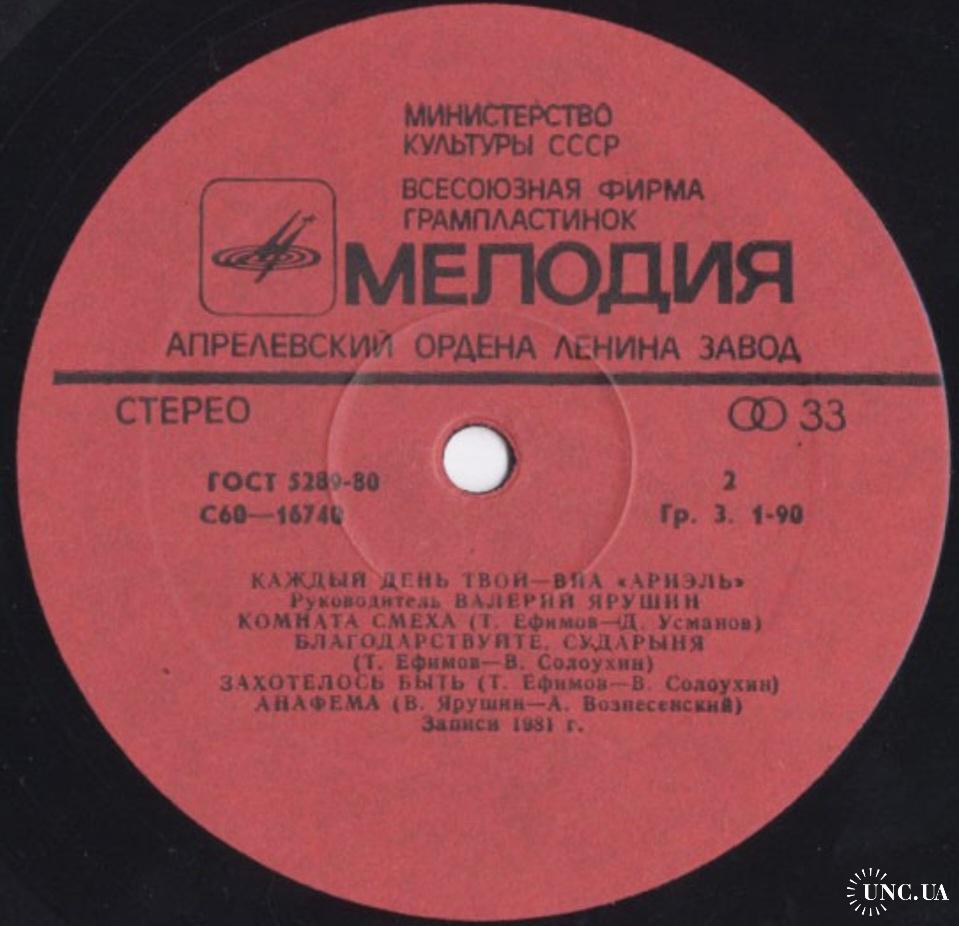 МИНИСТЕРСТВО
КУЛЬТУРЫ СССР
ВСЕСОЮЗНАЯ ФИРМА
ГРАМПЛАСТИНОК
МЕЛОДИЯ
АПРЕЛЕВСКИЙ ОРДЕНА ЛЕНИНА ЗАВОД
СТЕРЕО 33
ГОСТ 5289-80 2
С60—16740 Гр. 3. 1-90
КАЖДЫЙ ДЕНЬ ТВОЙ—ВИА «АРИЭЛЬ»
Руководитель ВАЛЕРИЙ ЯРУШИН
КОМНАТА СМЕХА (Т. Ефимов—Д. Усманов)
БЛАГОДАРСТВУЙТЕ, СУДАРЫНЯ
(Т. Ефимов—В. Солоухин)
ЗАХОТЕЛОСЬ БЫТЬ (Т. Ефимов—В. Солоухин)
АНАФЕМА (В. Ярушин—А. Вознесенский)
Записи 1981 г.
UNC.UA